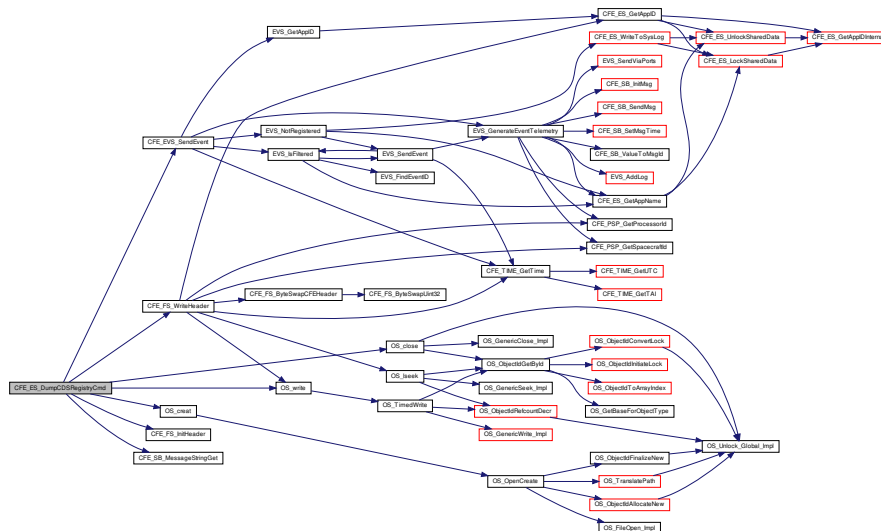 CFE_ES_GetAppID
EVS_GetAppID
CFE_ES_WriteToSysLog
CFE_ES_UnlockSharedData
CFE_ES_GetAppIDInternal
EVS_SendViaPorts
CFE_ES_LockSharedData
CFE_SB_InitMsg
CFE_SB_SendMsg
EVS_NotRegistered
EVS_GenerateEventTelemetry
CFE_SB_SetMsgTime
CFE_EVS_SendEvent
EVS_IsFiltered
EVS_SendEvent
CFE_SB_ValueToMsgId
EVS_FindEventID
EVS_AddLog
CFE_ES_GetAppName
CFE_PSP_GetProcessorId
CFE_PSP_GetSpacecraftId
CFE_TIME_GetTime
CFE_TIME_GetUTC
CFE_FS_ByteSwapCFEHeader
CFE_FS_ByteSwapUint32
CFE_TIME_GetTAI
CFE_FS_WriteHeader
OS_close
OS_GenericClose_Impl
OS_ObjectIdConvertLock
OS_ObjectIdGetById
OS_ObjectIdInitiateLock
OS_lseek
OS_GenericSeek_Impl
OS_ObjectIdToArrayIndex
CFE_ES_DumpCDSRegistryCmd
OS_write
OS_TimedWrite
OS_ObjectIdRefcountDecr
OS_GetBaseForObjectType
OS_creat
CFE_FS_InitHeader
OS_GenericWrite_Impl
OS_Unlock_Global_Impl
CFE_SB_MessageStringGet
OS_ObjectIdFinalizeNew
OS_OpenCreate
OS_TranslatePath
OS_ObjectIdAllocateNew
OS_FileOpen_Impl